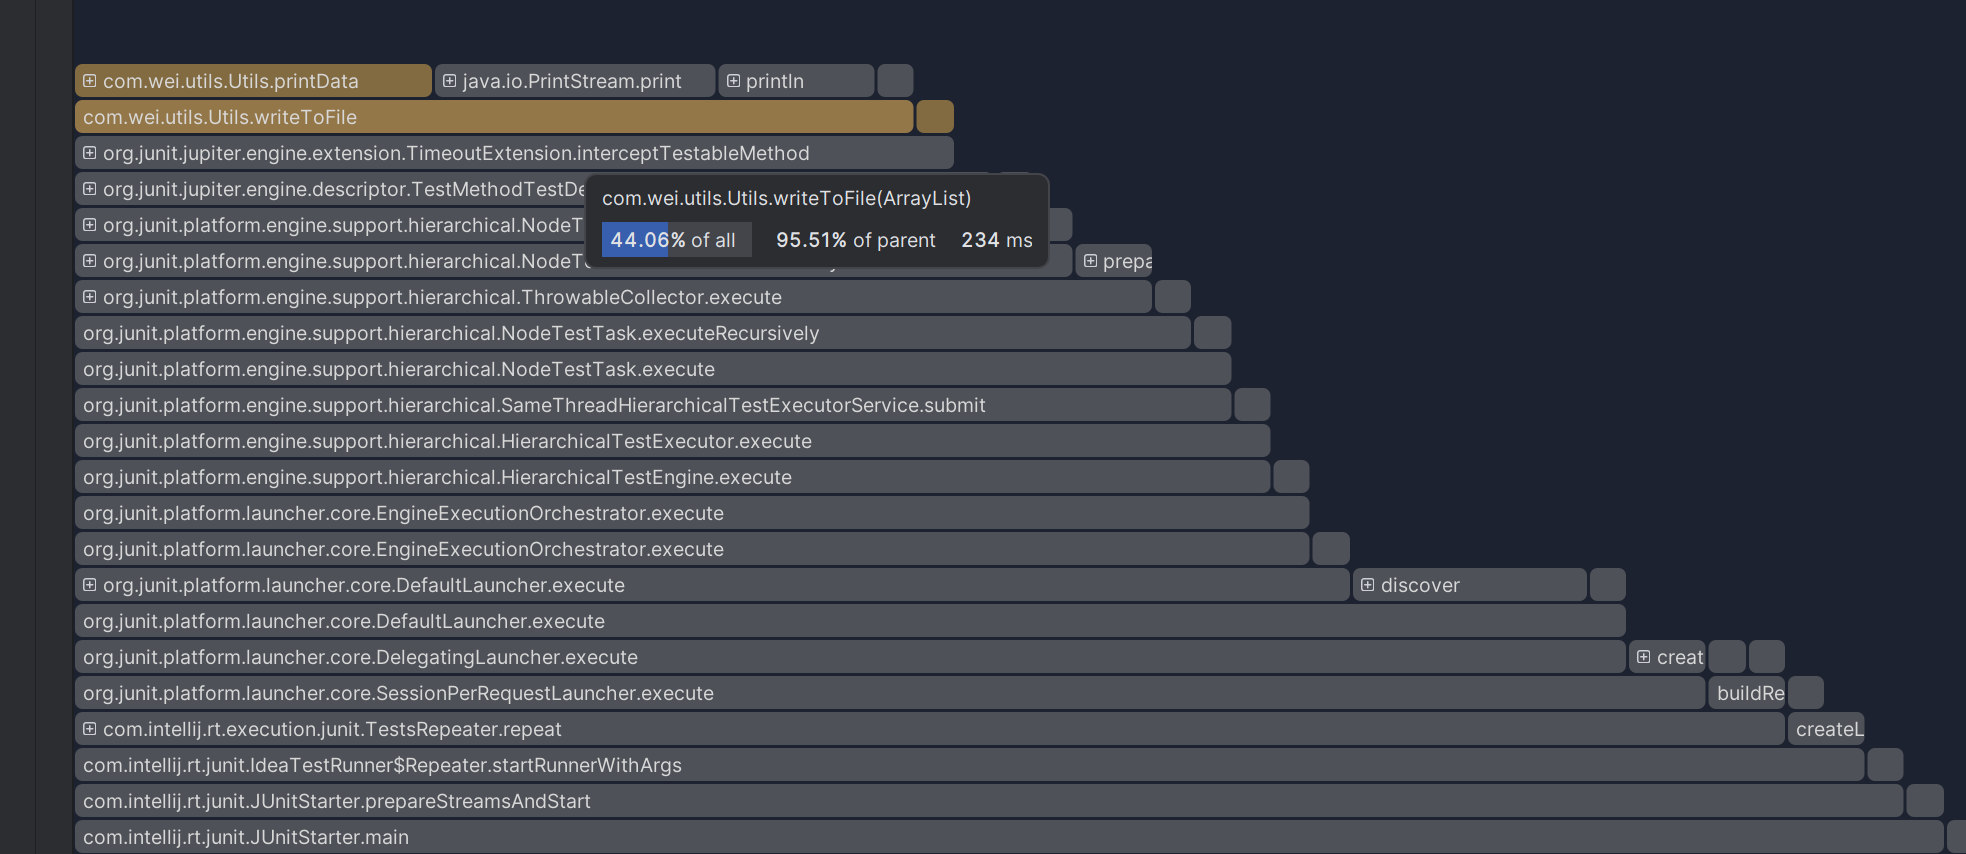 com.wei.utils.Utils.printData java.io.PrintStream.print println
com.wei.utils.Utils.writeToFile
org.junit.jupiter.engine.extension.TimeoutExtension.interceptTestableMethod
org.junit.jupiter.engine.descriptor.TestMethodTestDe
com.wei.utils.Utils.writeToFile(ArrayList)
org.junit.platform.engine.support.hierarchical.NodeT
44.06% of all 95.51% of parent 234 ms
org.junit.platform.engine.support.hierarchical.NodeT prepa
org.junit.platform.engine.support.hierarchical.ThrowableCollector.execute
org.junit.platform.engine.support.hierarchical.NodeTestTask.executeRecursively
org.junit.platform.engine.support.hierarchical.NodeTestTask.execute
org.junit.platform.engine.support.hierarchical.SameThreadHierarchicalTestExecutorService.submit
org.junit.platform.engine.support.hierarchical.HierarchicalTestExecutor.execute
org.junit.platform.engine.support.hierarchical.HierarchicalTestEngine.execute
org.junit.platform.launcher.core.EngineExecutionOrchestrator.execute
org.junit.platform.launcher.core.EngineExecutionOrchestrator.execute
org.junit.platform.launcher.core.DefaultLauncher.execute discover
org.junit.platform.launcher.core.DefaultLauncher.execute
org.junit.platform.launcher.core.DelegatingLauncher.execute creat
org.junit.platform.launcher.core.SessionPerRequestLauncher.execute buildRe
com.intellij.rt.execution.junit.TestsRepeater.repeat createL
com.intellij.rt.junit.IdeaTestRunner$Repeater.startRunnerWithArgs
com.intellij.rt.junit.JUnitStarter.prepareStreamsAndStart
com.intellij.rt.junit.JUnitStarter.main